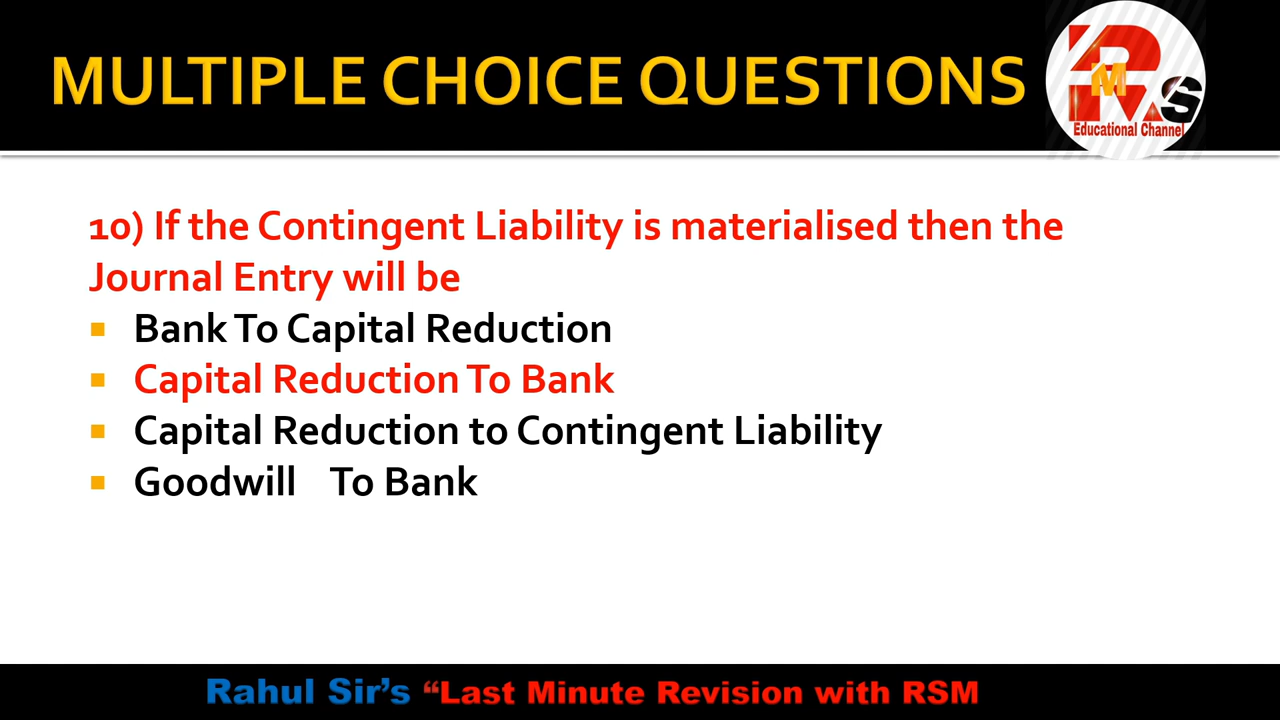 MULTIPLE CHOICE QUESTIONS
RMS
Educational Channel
10) If the Contingent Liability is materialised then the
Journal Entry will be
Bank To Capital Reduction
Capital Reduction To Bank
Capital Reduction to Contingent Liability
Goodwill To Bank
Rahul Sir's “Last Minute Revision with RSM